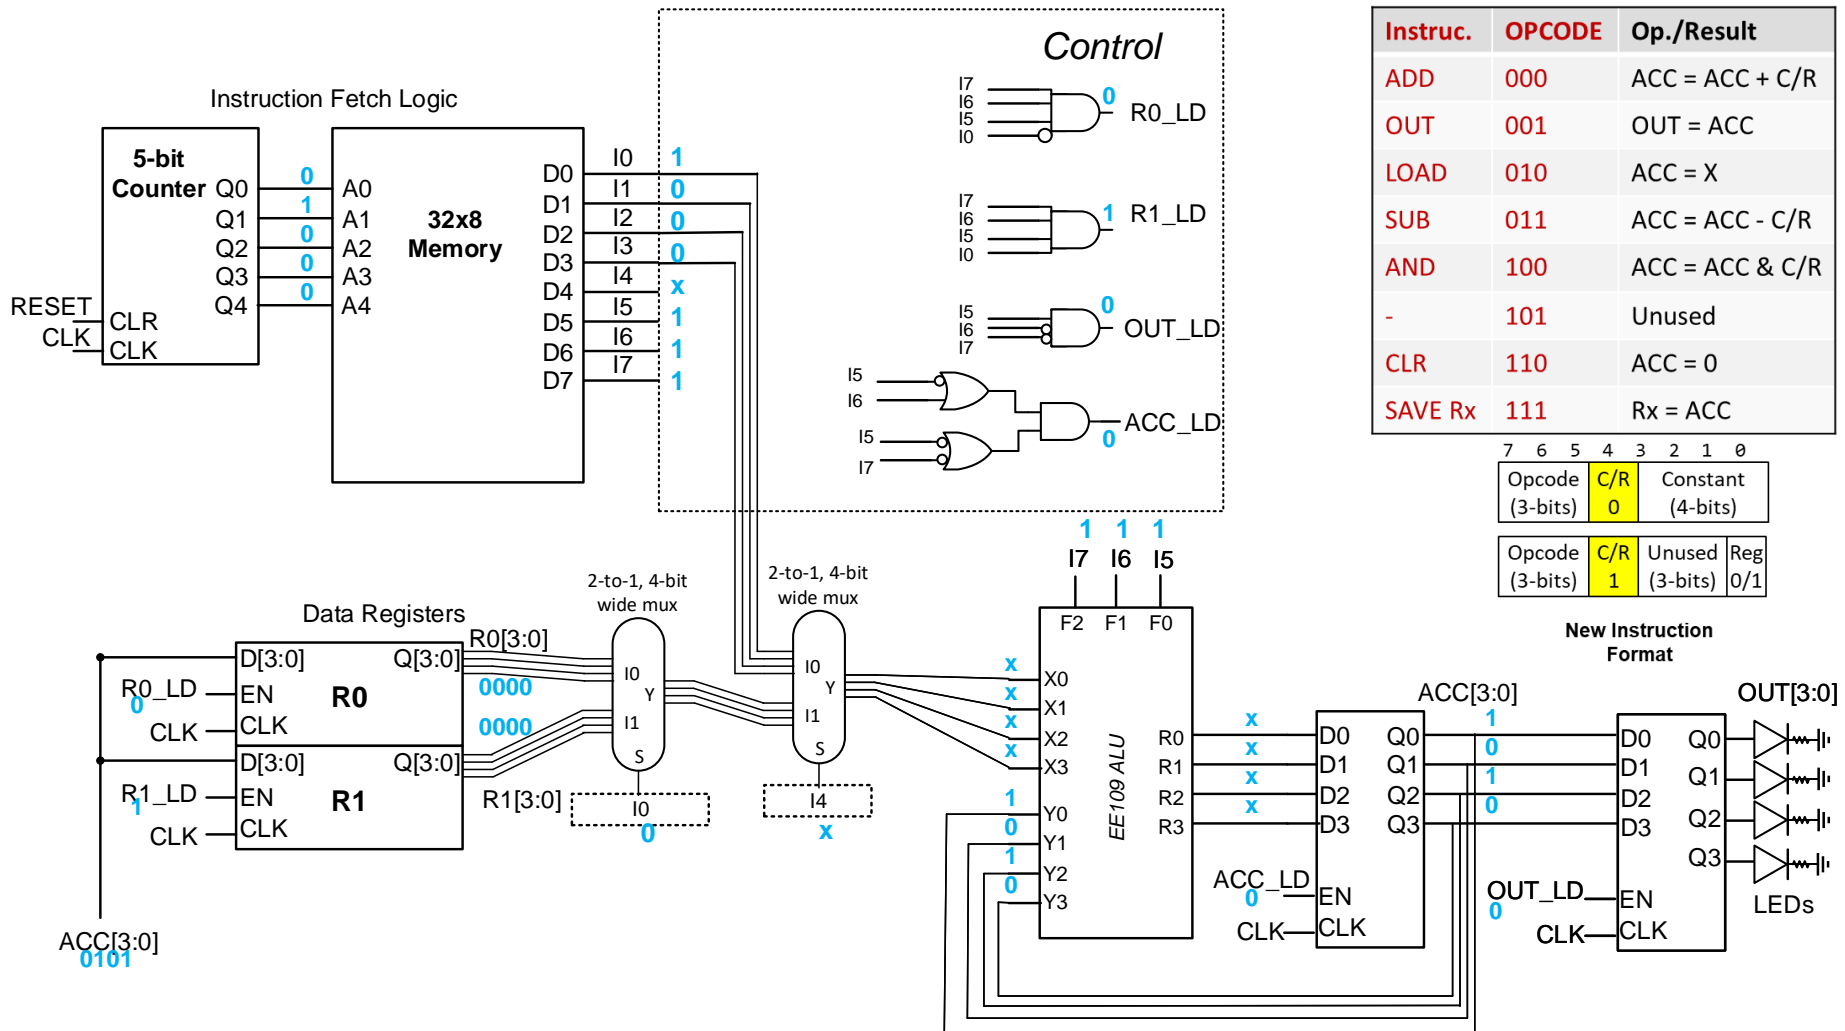 Control
Instruction Fetch Logic
5-bit
Counter
Q0
Q1
Q2
Q3
Q4
RESET
CLK
CLR
CLK
0
1
0
0
0
A0
A1
A2
A3
A4
32x8
Memory
D0
D1
D2
D3
D4
D5
D6
D7
I0
I1
I2
I3
I4
I5
I6
I7
1
0
0
0
x
1
1
1
I7
I6
I5
I0
0
R0_LD
I7
I6
I5
I0
1
R1_LD
I5
I6
I7
0
OUT_LD
I5
I6
I5
I7
ACC_LD
0
Instruc. OPCODE Op./Result
ADD 000 ACC = ACC + C/R
OUT 001 OUT = ACC
LOAD 010 ACC = X
SUB 011 ACC = ACC - C/R
AND 100 ACC = ACC & C/R
- 101 Unused
CLR 110 ACC = 0
SAVE Rx 111 Rx = ACC
7 6 5 4 3 2 1 0
Opcode C/R Constant
(3-bits) 0 (4-bits)
Opcode C/R Unused Reg
(3-bits) 1 (3-bits) 0/1
New Instruction
Format
Data Registers
D[3:0] Q[3:0]
R0_LD
0
EN
R0
CLK
CLK
R0[3:0]
0000
D[3:0] Q[3:0]
R1_LD
1
EN
R1
CLK
CLK
0000
R1[3:0]
ACC[3:0]
0101
2-to-1, 4-bit
wide mux
I0
Y
I1
S
I0
0
2-to-1, 4-bit
wide mux
I0
Y
I1
S
I4
x
1 1 1
I7 I6 I5
F2 F1 F0
x
x
x
x
X0
X1
X2
X3
1
0
1
0
Y0
Y1
Y2
Y3
EE109 ALU
R0
R1
R2
R3
x
x
x
x
ACC[3:0]
D0
D1
D2
D3
Q0
Q1
Q2
Q3
ACC_LD
0
EN
CLK
CLK
1
0
1
0
OUT[3:0]
D0
D1
D2
D3
Q0
Q1
Q2
Q3
OUT_LD
0
EN
CLK
CLK
LEDs